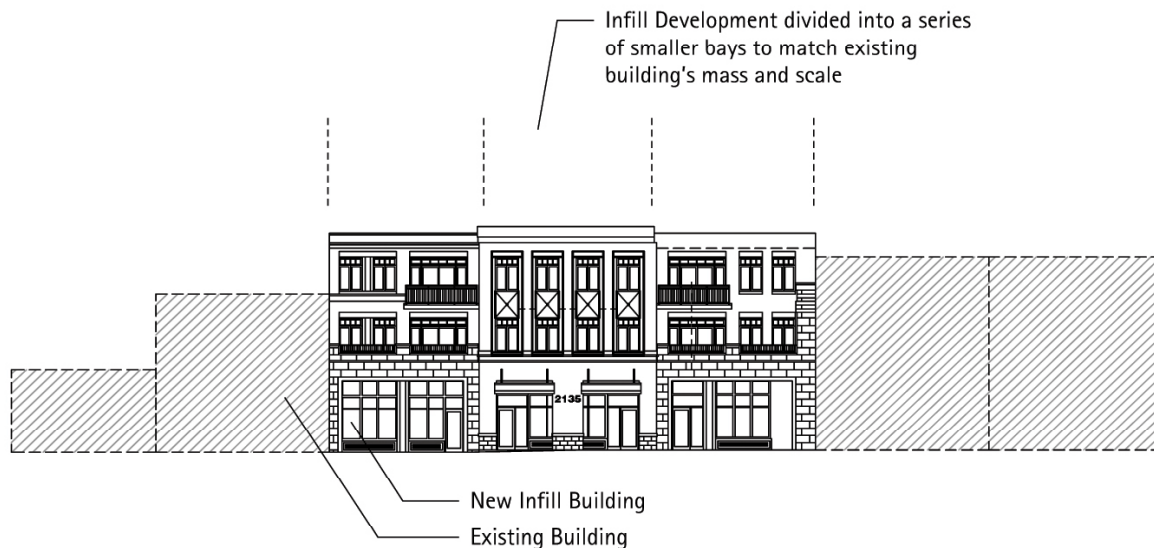 Infill Development divided into a series
of smaller bays to match existing
building's mass and scale
2135
New Infill Building
Existing Building